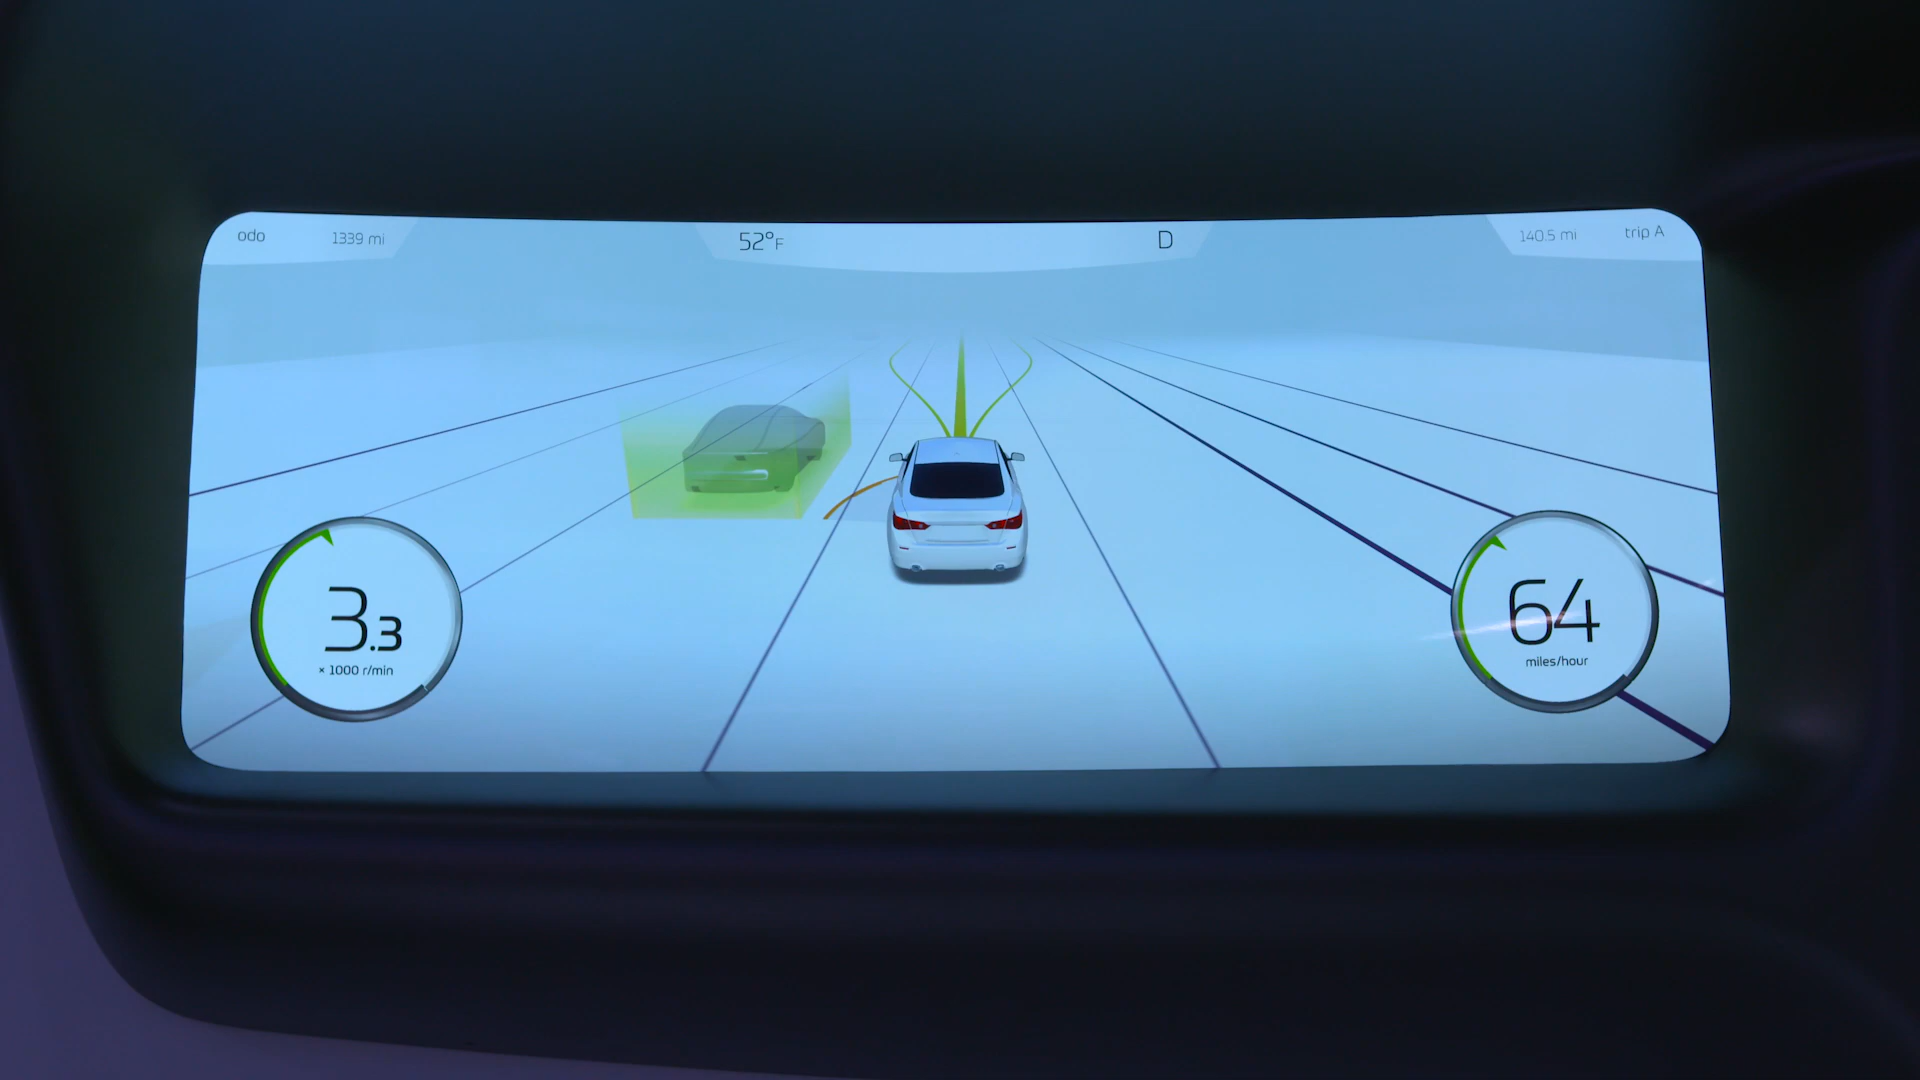 odo 1339 mi 52°F D 140.5 mi trip A
3.3
× 1000 r/min
64
miles/hour